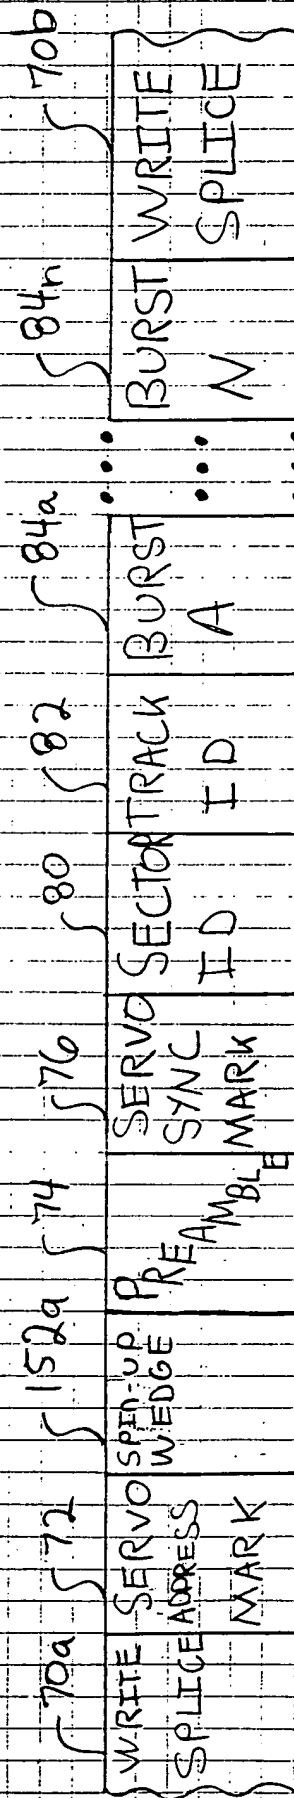 70a 72 152a 74 76 80 82 84a 84n 70b
WRITE
SPLICE
SERVO
ADDRESS
MARK
SPIN-UP
WEDGE
PREAMBLE
SERVO
SYNC
MARK
SECTOR
ID
TRACK
ID
BURST
A
BURST
N
WRITE
SPLICE